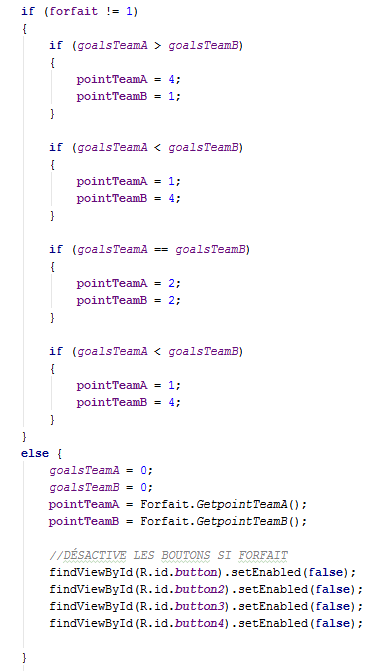 if (forfait != 1)
{
if (goalsTeamA > goalsTeamB)
{
pointTeamA = 4;
pointTeamB = 1;
}
if (goalsTeamA < goalsTeamB)
{
pointTeamA = 1;
pointTeamB = 4;
}
if (goalsTeamA == goalsTeamB)
{
pointTeamA = 2;
pointTeamB = 2;
}
if (goalsTeamA < goalsTeamB)
{
pointTeamA = 1;
pointTeamB = 4;
}
}
else {
goalsTeamA = 0;
goalsTeamB = 0;
pointTeamA = Forfait.GetpointTeamA();
pointTeamB = Forfait.GetpointTeamB();
//DÉSACTIVE LES BOUTONS SI FORFAIT
findViewById(R.id.button).setEnabled(false);
findViewById(R.id.button2).setEnabled(false);
findViewById(R.id.button3).setEnabled(false);
findViewById(R.id.button4).setEnabled(false);
}